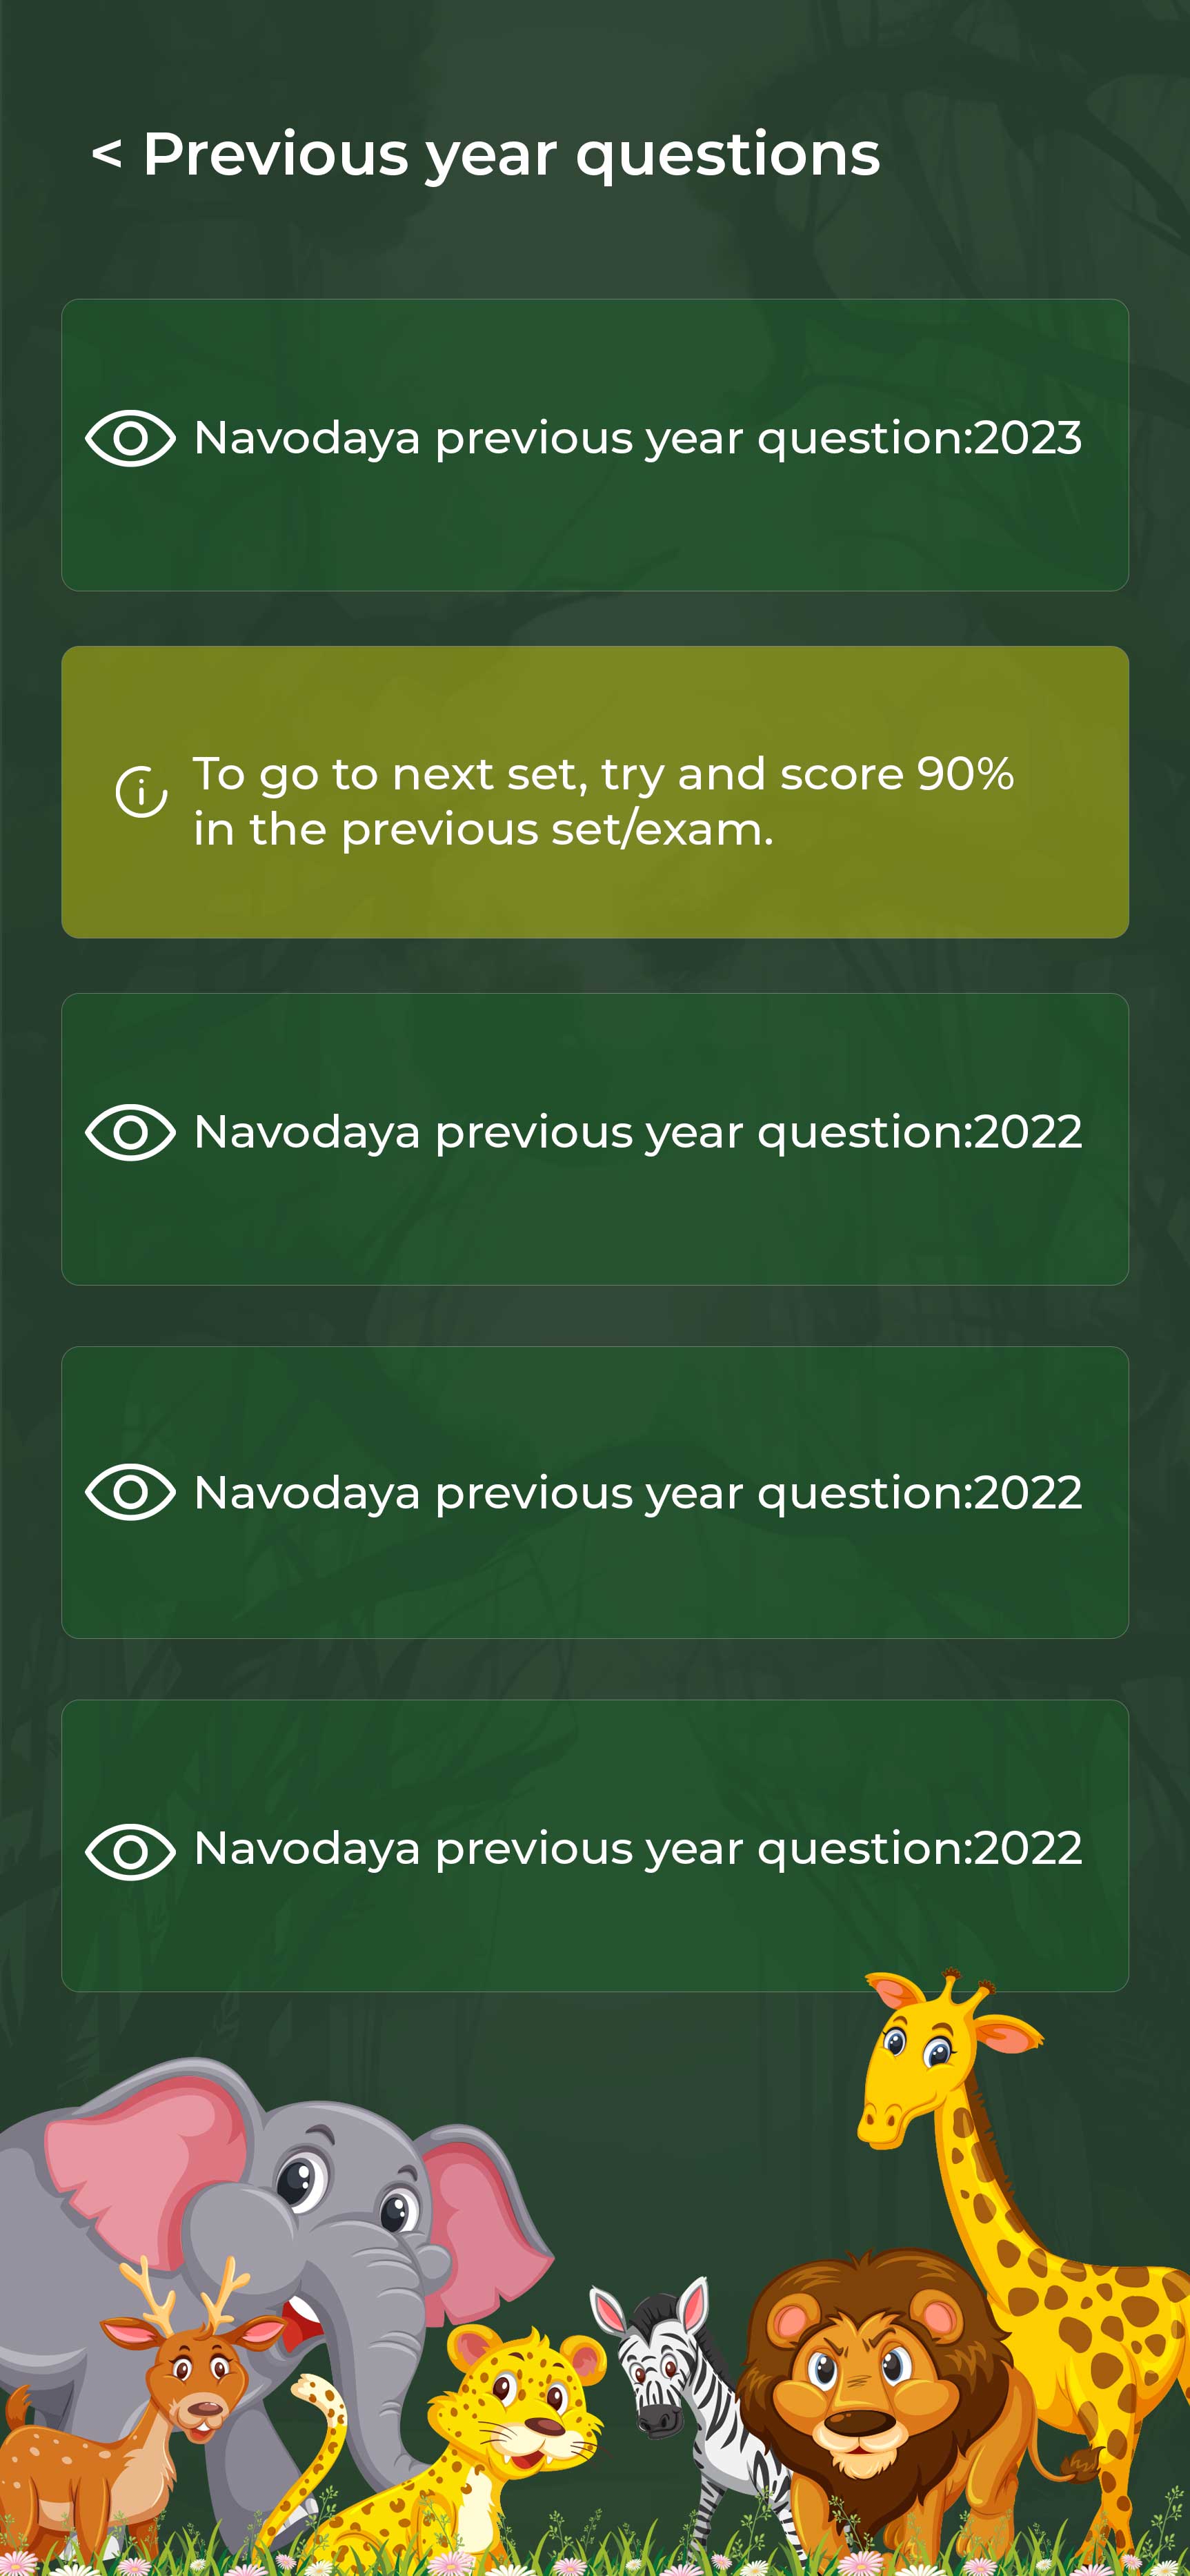 < Previous year questions
Navodaya previous year question:2023
To go to next set, try and score 90%
in the previous set/exam.
Navodaya previous year question:2022
Navodaya previous year question:2022
Navodaya previous year question:2022